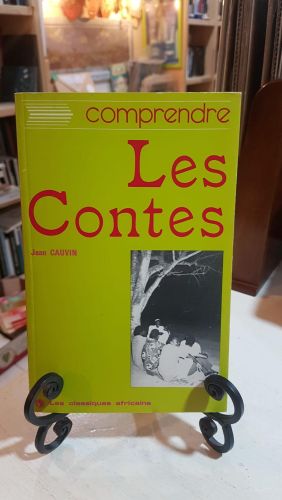 comprendre
Les
Contes
Jean CAUVIN
Les classiques africains